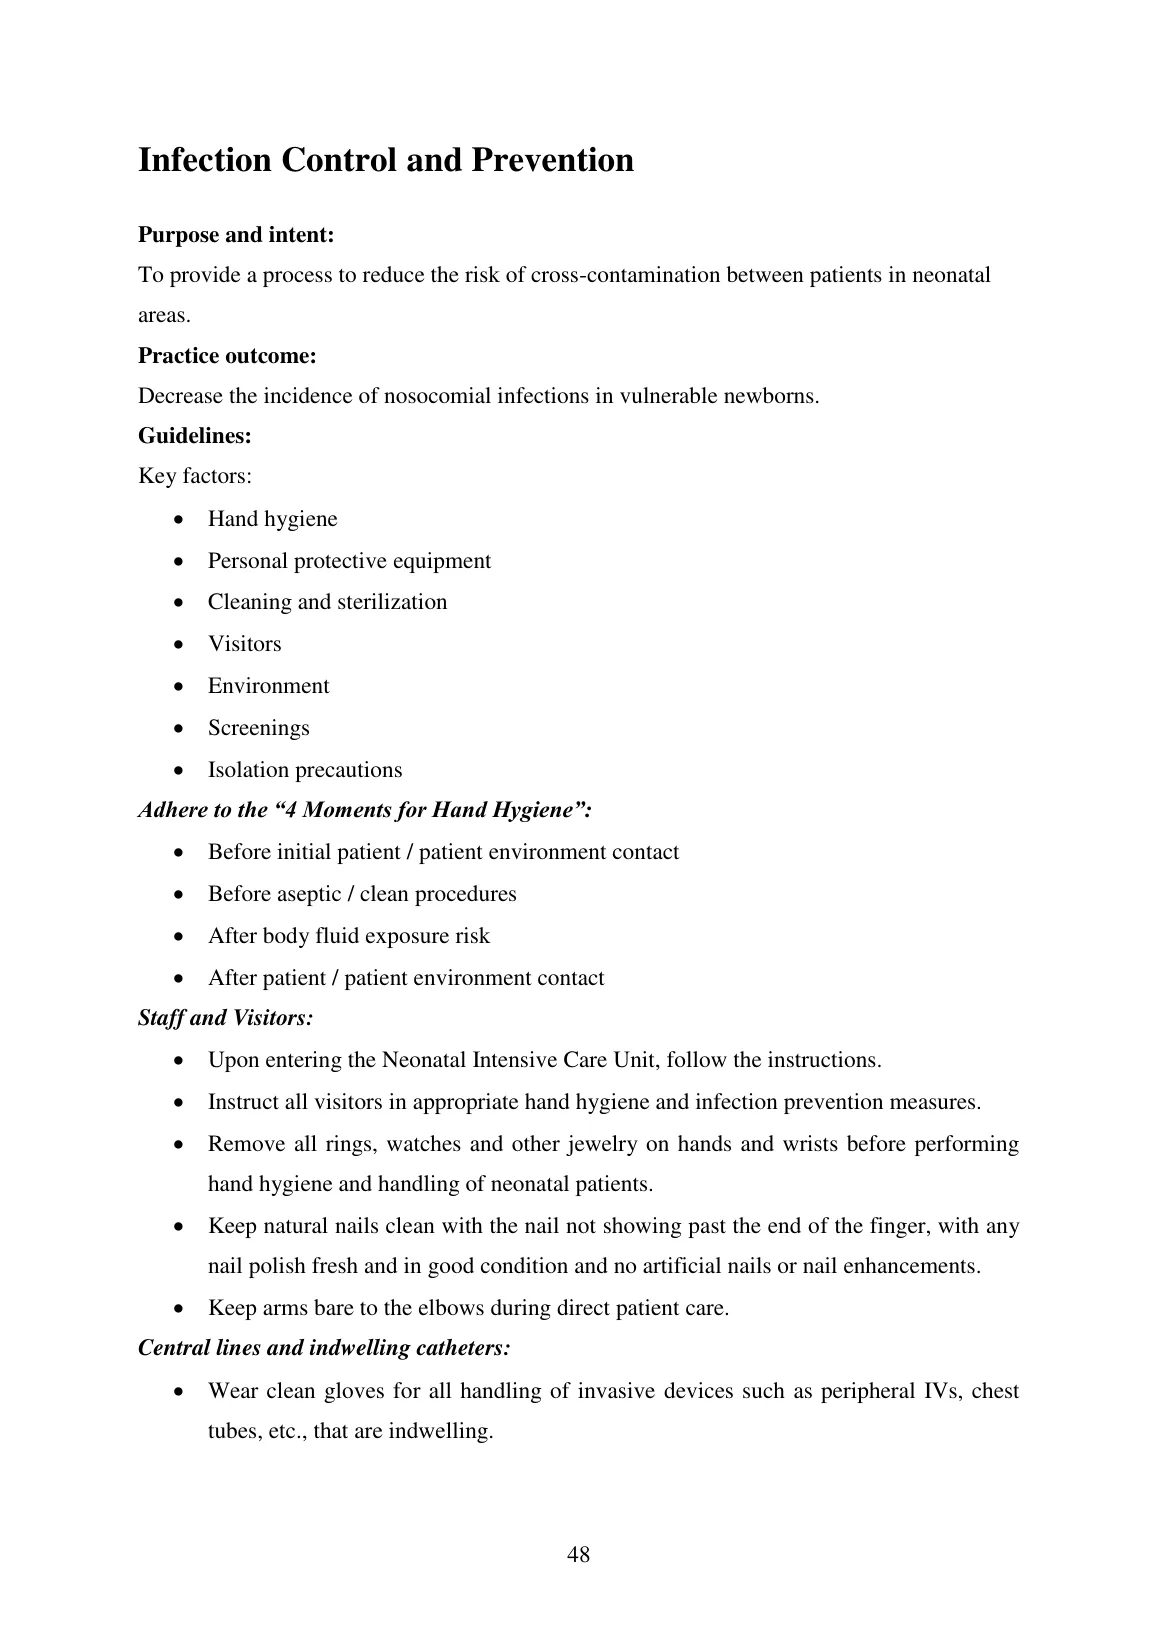 Infection Control and Prevention
Purpose and intent:
To provide a process to reduce the risk of cross-contamination between patients in neonatal
areas.
Practice outcome:
Decrease the incidence of nosocomial infections in vulnerable newborns.
Guidelines:
Key factors:
• Hand hygiene
• Personal protective equipment
• Cleaning and sterilization
• Visitors
• Environment
• Screenings
• Isolation precautions
Adhere to the “4 Moments for Hand Hygiene”:
• Before initial patient / patient environment contact
• Before aseptic / clean procedures
• After body fluid exposure risk
• After patient / patient environment contact
Staff and Visitors:
• Upon entering the Neonatal Intensive Care Unit, follow the instructions.
• Instruct all visitors in appropriate hand hygiene and infection prevention measures.
• Remove all rings, watches and other jewelry on hands and wrists before performing
hand hygiene and handling of neonatal patients.
• Keep natural nails clean with the nail not showing past the end of the finger, with any
nail polish fresh and in good condition and no artificial nails or nail enhancements.
• Keep arms bare to the elbows during direct patient care.
Central lines and indwelling catheters:
• Wear clean gloves for all handling of invasive devices such as peripheral IVs, chest
tubes, etc., that are indwelling.
48